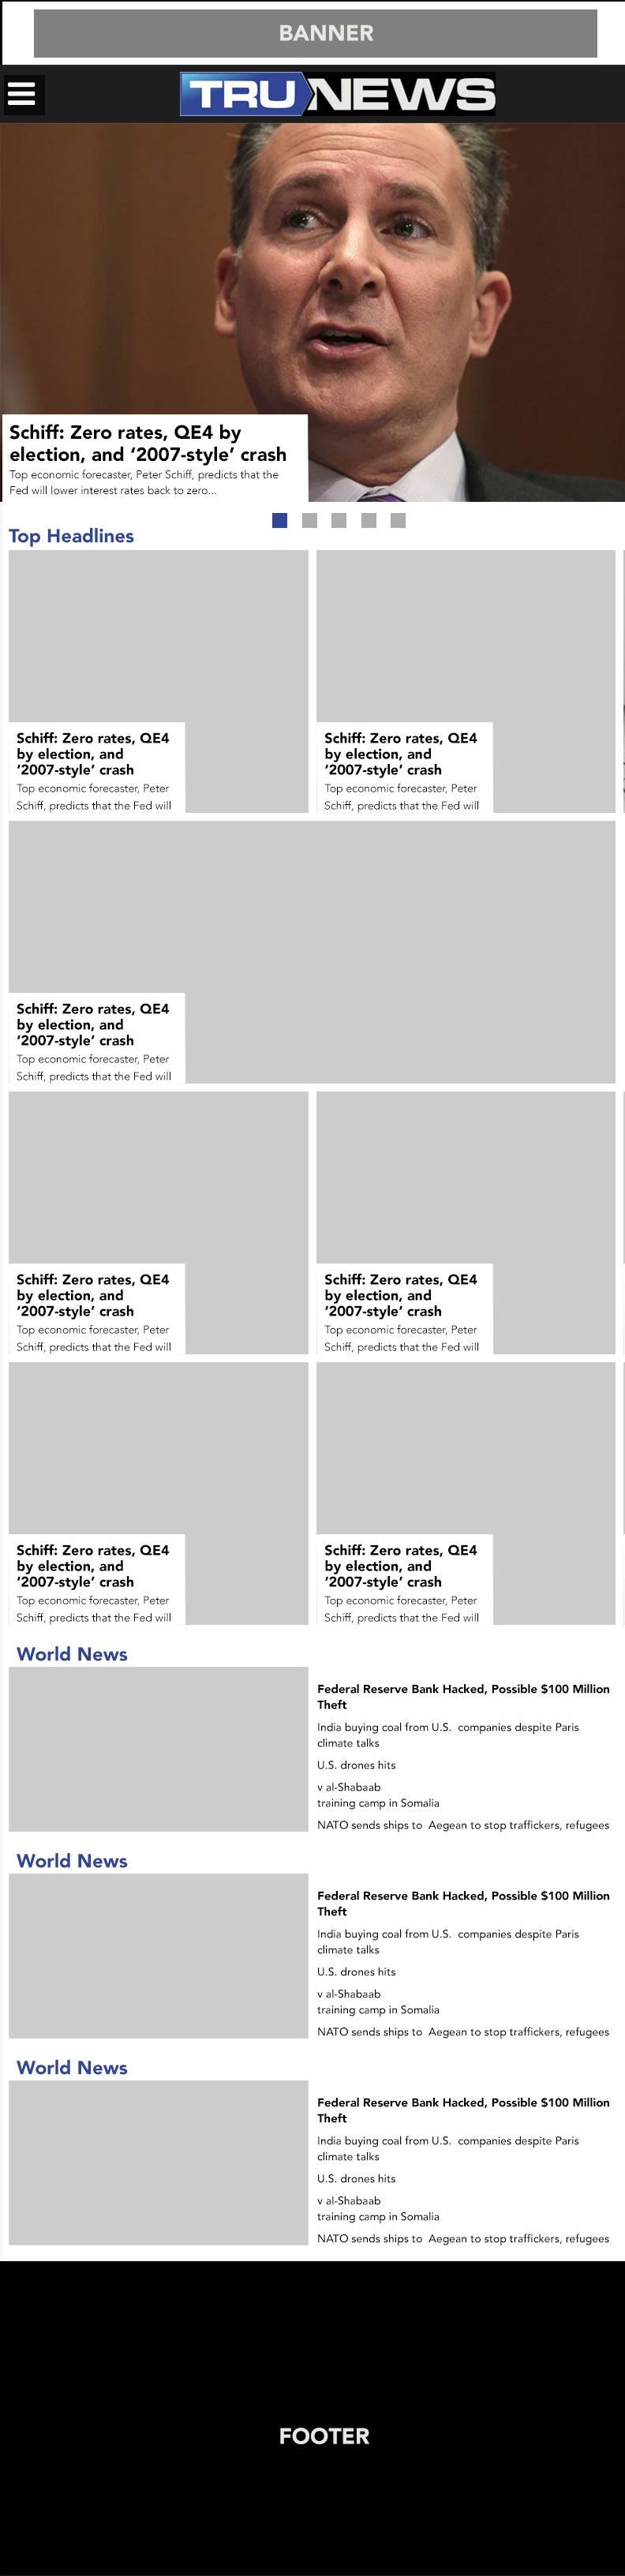 BANNER
TRUNEWS
Schiff: Zero rates, QE4 by
election, and ‘2007-style’ crash
Top economic forecaster, Peter Schiff, predicts that the
Fed will lower interest rates back to zero...
Top Headlines
Schiff: Zero rates, QE4
by election, and
‘2007-style’ crash
Top economic forecaster, Peter
Schiff, predicts that the Fed will
Schiff: Zero rates, QE4
by election, and
‘2007-style’ crash
Top economic forecaster, Peter
Schiff, predicts that the Fed will
Schiff: Zero rates, QE4
by election, and
‘2007-style’ crash
Top economic forecaster, Peter
Schiff, predicts that the Fed will
Schiff: Zero rates, QE4
by election, and
‘2007-style’ crash
Top economic forecaster, Peter
Schiff, predicts that the Fed will
Schiff: Zero rates, QE4
by election, and
‘2007-style’ crash
Top economic forecaster, Peter
Schiff, predicts that the Fed will
Schiff: Zero rates, QE4
by election, and
‘2007-style’ crash
Top economic forecaster, Peter
Schiff, predicts that the Fed will
Schiff: Zero rates, QE4
by election, and
‘2007-style’ crash
Top economic forecaster, Peter
Schiff, predicts that the Fed will
World News
Federal Reserve Bank Hacked, Possible $100 Million
Theft
India buying coal from U.S.  companies despite Paris
climate talks
U.S. drones hits
v al-Shabaab
training camp in Somalia
NATO sends ships to  Aegean to stop traffickers, refugees
World News
Federal Reserve Bank Hacked, Possible $100 Million
Theft
India buying coal from U.S.  companies despite Paris
climate talks
U.S. drones hits
v al-Shabaab
training camp in Somalia
NATO sends ships to  Aegean to stop traffickers, refugees
World News
Federal Reserve Bank Hacked, Possible $100 Million
Theft
India buying coal from U.S.  companies despite Paris
climate talks
U.S. drones hits
v al-Shabaab
training camp in Somalia
NATO sends ships to  Aegean to stop traffickers, refugees
FOOTER